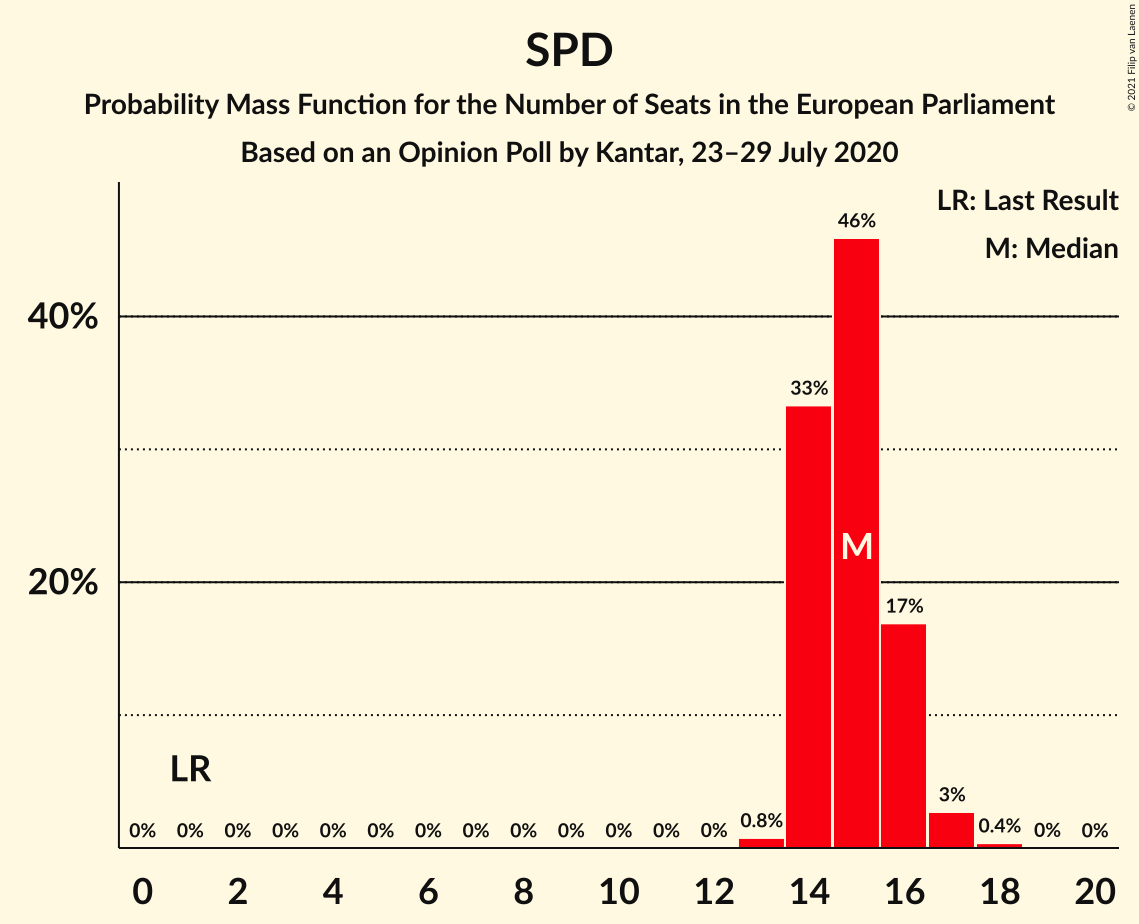 SPD
Probability Mass Function for the Number of Seats in the European Parliament
Based on an Opinion Poll by Kantar, 23–29 July 2020
© 2021 Filip van Laenen
LR: Last Result
M: Median
46%
40%
33%
M
20%
17%
LR
3%
0% 0% 0% 0% 0% 0% 0% 0% 0% 0% 0% 0% 0% 0.8% 0.4% 0% 0%
0 2 4 6 8 10 12 14 16 18 20